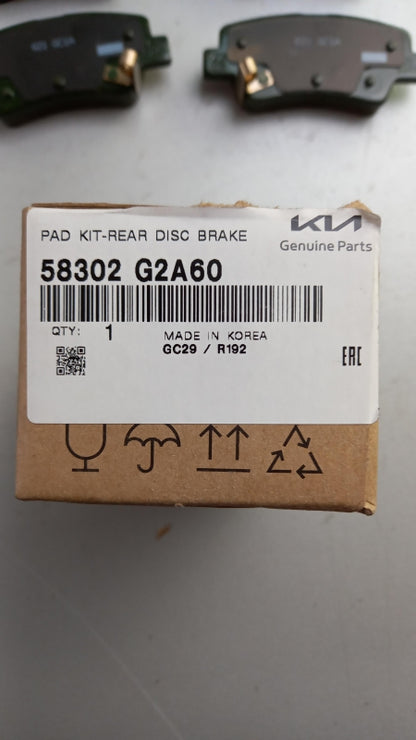 PAD KIT-REAR DISC BRAKE
KIA
Genuine Parts
58302 G2A60
QTY: 1
MADE IN KOREA
GC29 / R192
EAC